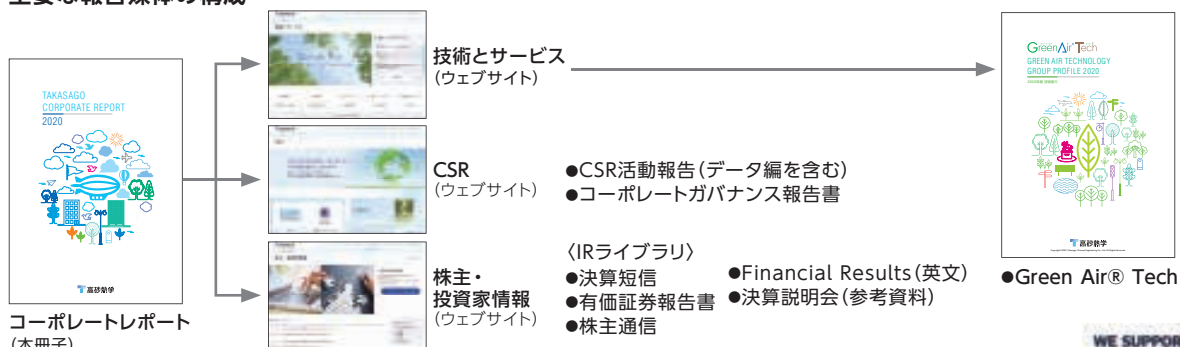 主要な報告媒体の構成
TAKASAGO
CORPORATE REPORT
2020
高砂熱学
コーポレートレポート
(本冊子)
技術とサービス
(ウェブサイト)
CSR
(ウェブサイト)
●CSR活動報告(データ編を含む)
●コーポレートガバナンス報告書
株主・
投資家情報
(ウェブサイト)
〈IRライブラリ〉
●決算短信
●有価証券報告書
●株主通信
●Financial Results(英文)
●決算説明会(参考資料)
Green Air Tech
GREEN AIR TECHNOLOGY
GROUP PROFILE 2020
高砂熱学
●Green Air® Tech
WE SUPPOR